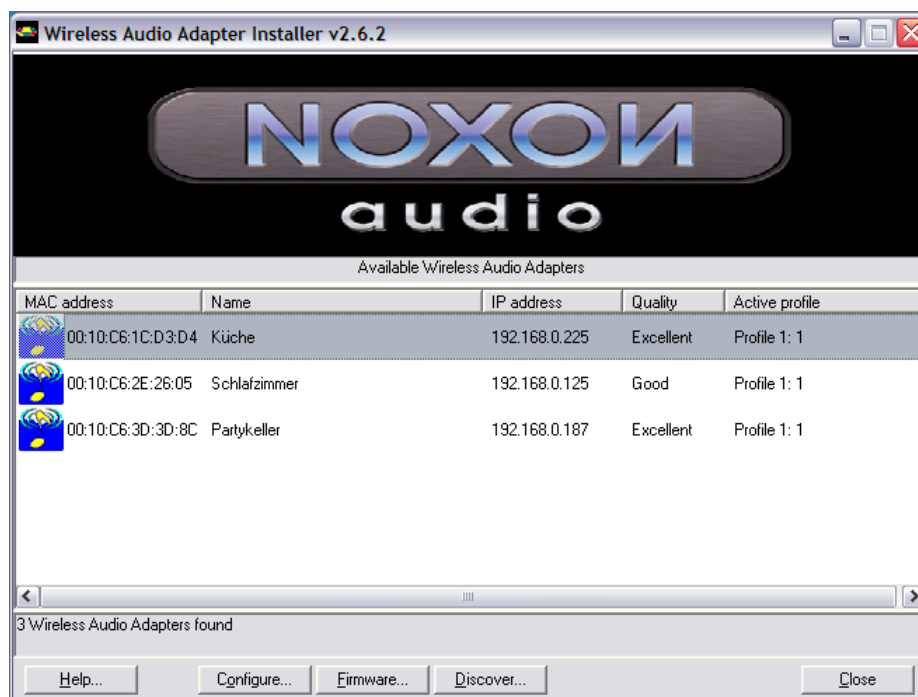 Wireless Audio Adapter Installer v2.6.2
NOXON
audio
Available Wireless Audio Adapters
MAC address Name IP address Quality Active profile
00:10:C6:1C:D3:D4 Küche 192.168.0.225 Excellent Profile 1: 1
00:10:C6:2E:26:05 Schlafzimmer 192.168.0.125 Good Profile 1: 1
00:10:C6:3D:3D:8C Partykeller 192.168.0.187 Excellent Profile 1: 1
3 Wireless Audio Adapters found
Help... Configure... Firmware... Discover... Close